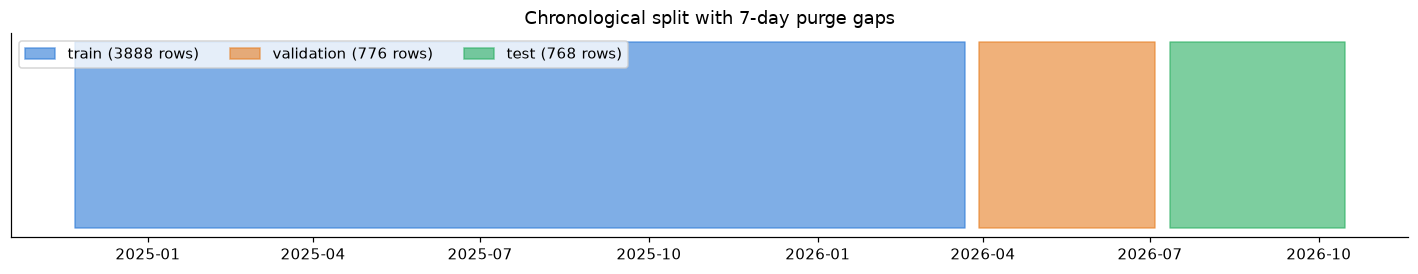 Chronological split with 7-day purge gaps
train (3888 rows) validation (776 rows) test (768 rows)
2025-01 2025-04 2025-07 2025-10 2026-01 2026-04 2026-07 2026-10